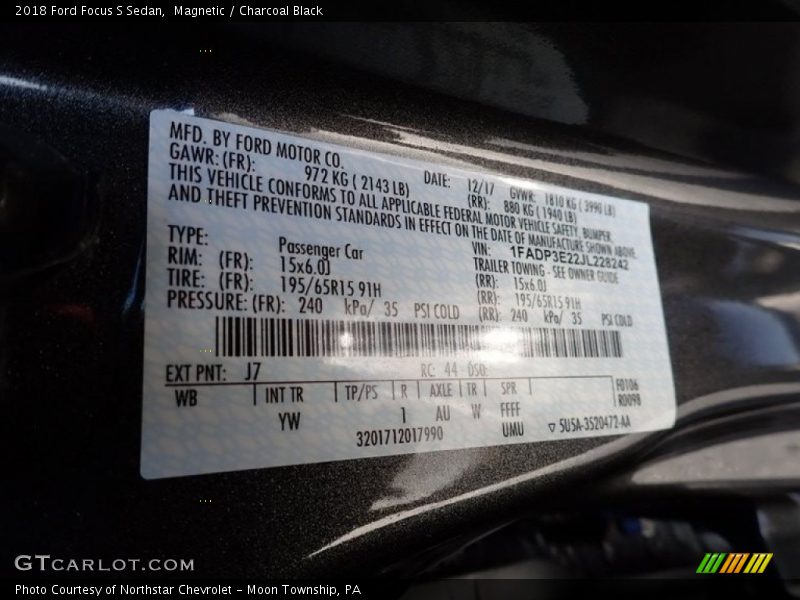 2018 Ford Focus S Sedan, Magnetic / Charcoal Black
MFD. BY FORD MOTOR CO.
DATE: 12/17 GVWR: 1810 KG ( 3990 LB)
GAWR: (FR): 972 KG ( 2143 LB) (RR): 880 KG ( 1940 LB)
THIS VEHICLE CONFORMS TO ALL APPLICABLE FEDERAL MOTOR VEHICLE SAFETY, BUMPER,
AND THEFT PREVENTION STANDARDS IN EFFECT ON THE DATE OF MANUFACTURE SHOWN ABOVE.
VIN: 1FADP3E22JL228242
TYPE: Passenger Car TRAILER TOWING - SEE OWNER GUIDE
RIM: (FR): 15x6.0J (RR): 15x6.0J
TIRE: (FR): 195/65R15 91H (RR): 195/65R15 91H
PRESSURE: (FR): 240 kPa/ 35 PSI COLD (RR): 240 kPa/ 35 PSI COLD
EXT PNT: J7 RC: 44 DSO:
WB INT TR TP/PS R AXLE TR SPR F0106
R0098
YW 1 AU W FFFF
3201712017990 UMU ▽ 5U5A-3520472-AA
GTCARLOT.COM
Photo Courtesy of Northstar Chevrolet - Moon Township, PA